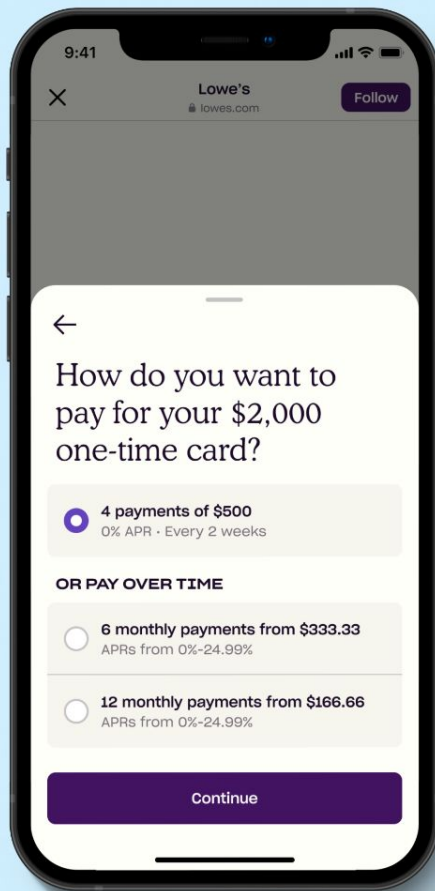 9:41
Lowe's
lowes.com
Follow
How do you want to
pay for your $2,000
one-time card?
4 payments of $500
0% APR · Every 2 weeks
OR PAY OVER TIME
6 monthly payments from $333.33
APRs from 0%-24.99%
12 monthly payments from $166.66
APRs from 0%-24.99%
Continue